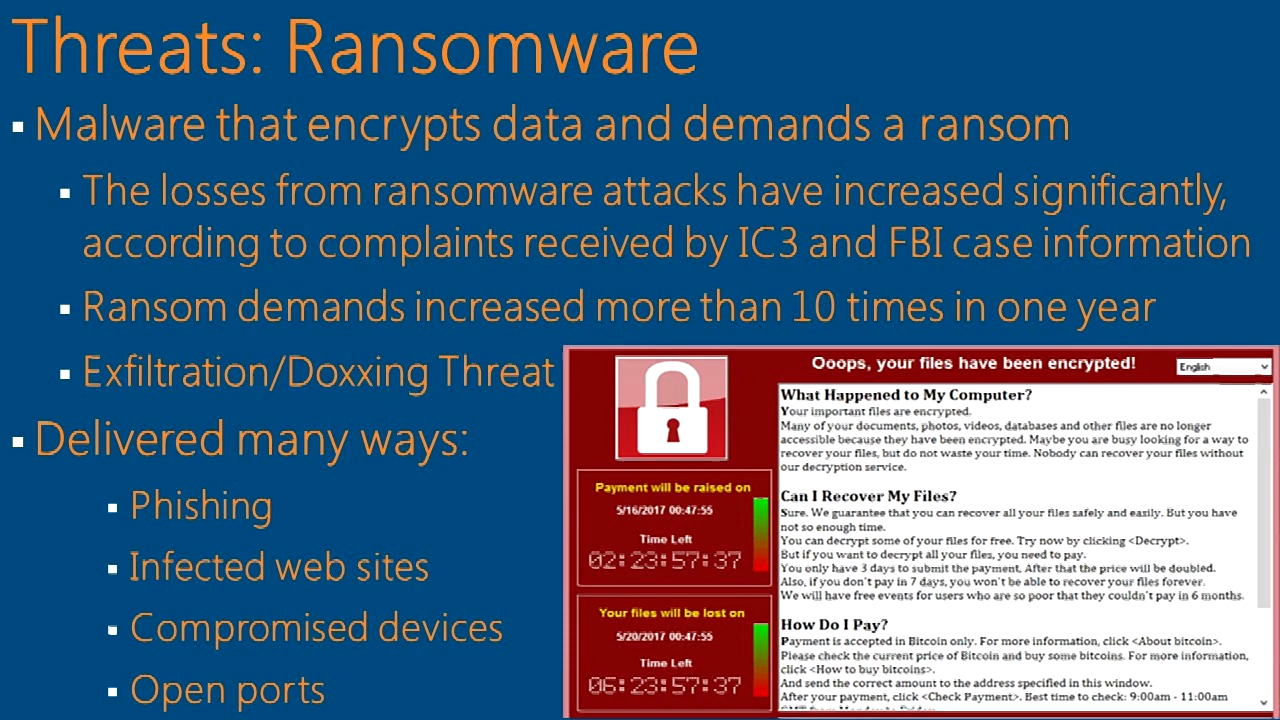 Threats: Ransomware
Malware that encrypts data and demands a ransom
The losses from ransomware attacks have increased significantly,
according to complaints received by IC3 and FBI case information
Ransom demands increased more than 10 times in one year
Exfiltration/Doxxing Threat
Delivered many ways:
Phishing
Infected web sites
Compromised devices
Open ports
Ooops, your files have been encrypted!
English
Payment will be raised on
5/16/2017 00:47:55
Time Left
02:23:57:37
Your files will be lost on
5/20/2017 00:47:55
Time Left
06:23:57:37
What Happened to My Computer?
Your important files are encrypted.
Many of your documents, photos, videos, databases and other files are no longer
accessible because they have been encrypted. Maybe you are busy looking for a way to
recover your files, but do not waste your time. Nobody can recover your files without
our decryption service.
Can I Recover My Files?
Sure. We guarantee that you can recover all your files safely and easily. But you have
not so enough time.
You can decrypt some of your files for free. Try now by clicking <Decrypt>.
But if you want to decrypt all your files, you need to pay.
You only have 3 days to submit the payment. After that the price will be doubled.
Also, if you don't pay in 7 days, you won't be able to recover your files forever.
We will have free events for users who are so poor that they couldn't pay in 6 months.
How Do I Pay?
Payment is accepted in Bitcoin only. For more information, click <About bitcoin>.
Please check the current price of Bitcoin and buy some bitcoins. For more information,
click <How to buy bitcoins>.
And send the correct amount to the address specified in this window.
After your payment, click <Check Payment>. Best time to check: 9:00am - 11:00am